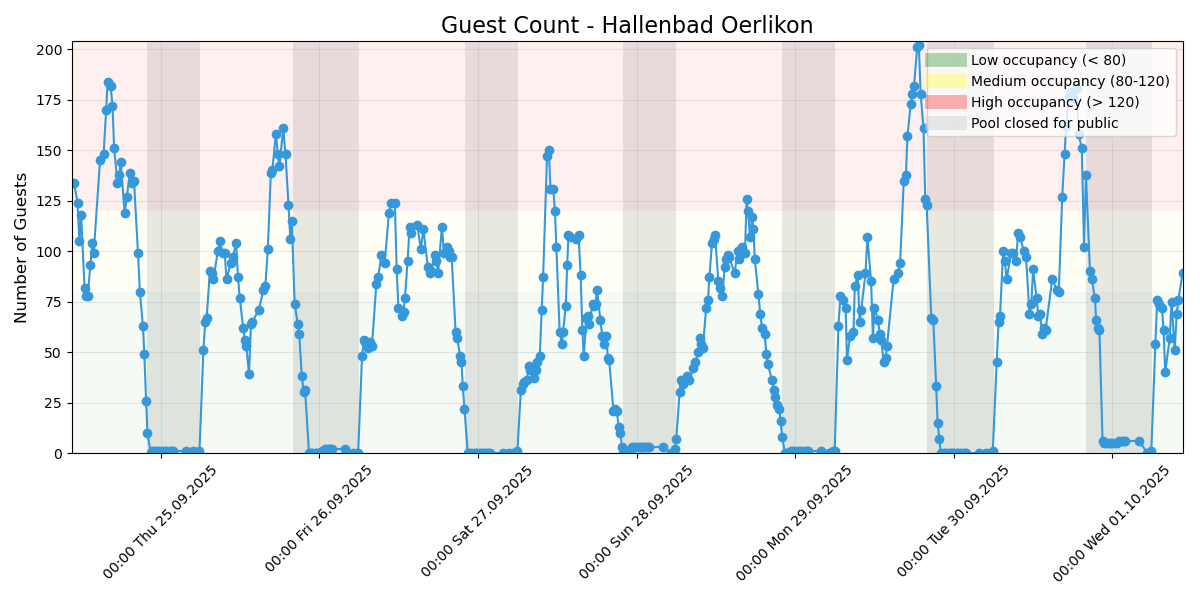 Guest Count - Hallenbad Oerlikon
Number of Guests
200
175
150
125
100
75
50
25
0
Low occupancy (< 80)
Medium occupancy (80-120)
High occupancy (> 120)
Pool closed for public
00:00 Thu 25.09.2025
00:00 Fri 26.09.2025
00:00 Sat 27.09.2025
00:00 Sun 28.09.2025
00:00 Mon 29.09.2025
00:00 Tue 30.09.2025
00:00 Wed 01.10.2025